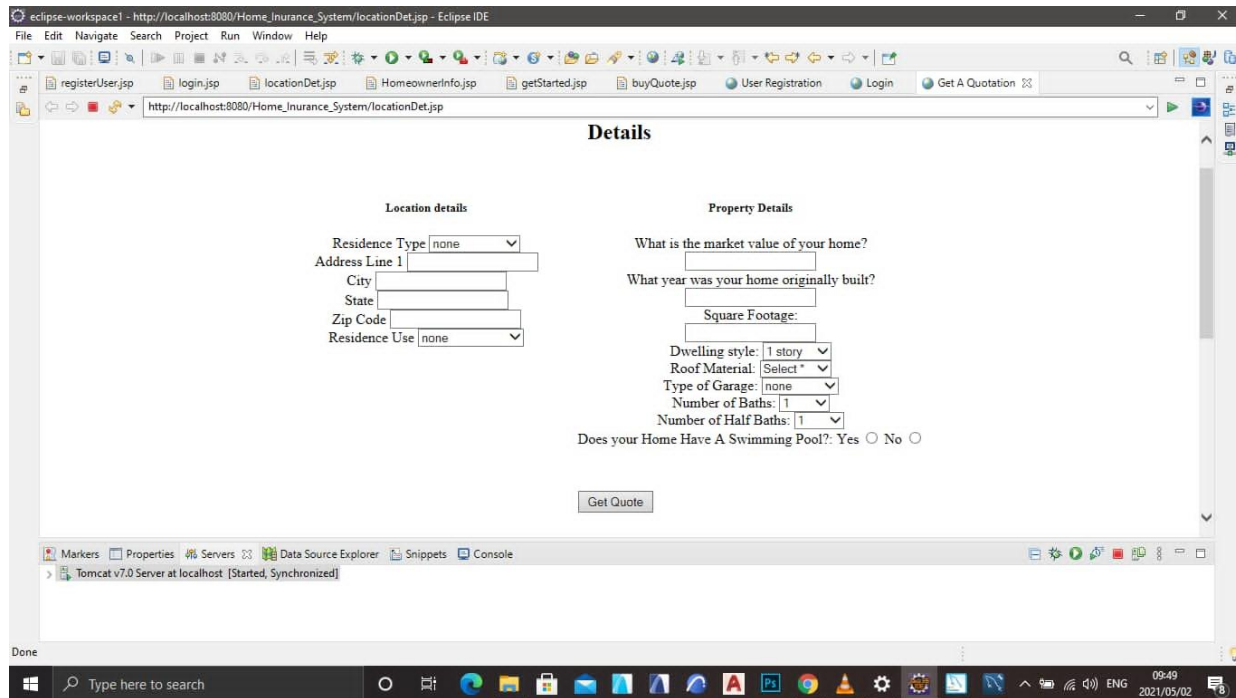 eclipse-workspace1 - http://localhost:8080/Home_Inurance_System/locationDet.jsp - Eclipse IDE
File Edit Navigate Search Project Run Window Help
registerUser.jsp login.jsp locationDet.jsp HomeownerInfo.jsp getStarted.jsp buyQuote.jsp User Registration Login Get A Quotation
http://localhost:8080/Home_Inurance_System/locationDet.jsp
Details
Location details
Residence Type none
Address Line 1
City
State
Zip Code
Residence Use none
Property Details
What is the market value of your home?
What year was your home originally built?
Square Footage:
Dwelling style: 1 story
Roof Material: Select *
Type of Garage: none
Number of Baths: 1
Number of Half Baths: 1
Does your Home Have A Swimming Pool?: Yes No
Get Quote
Markers Properties Servers Data Source Explorer Snippets Console
Tomcat v7.0 Server at localhost [Started, Synchronized]
Done
Type here to search
A Ps
ENG
09:49
2021/05/02
8